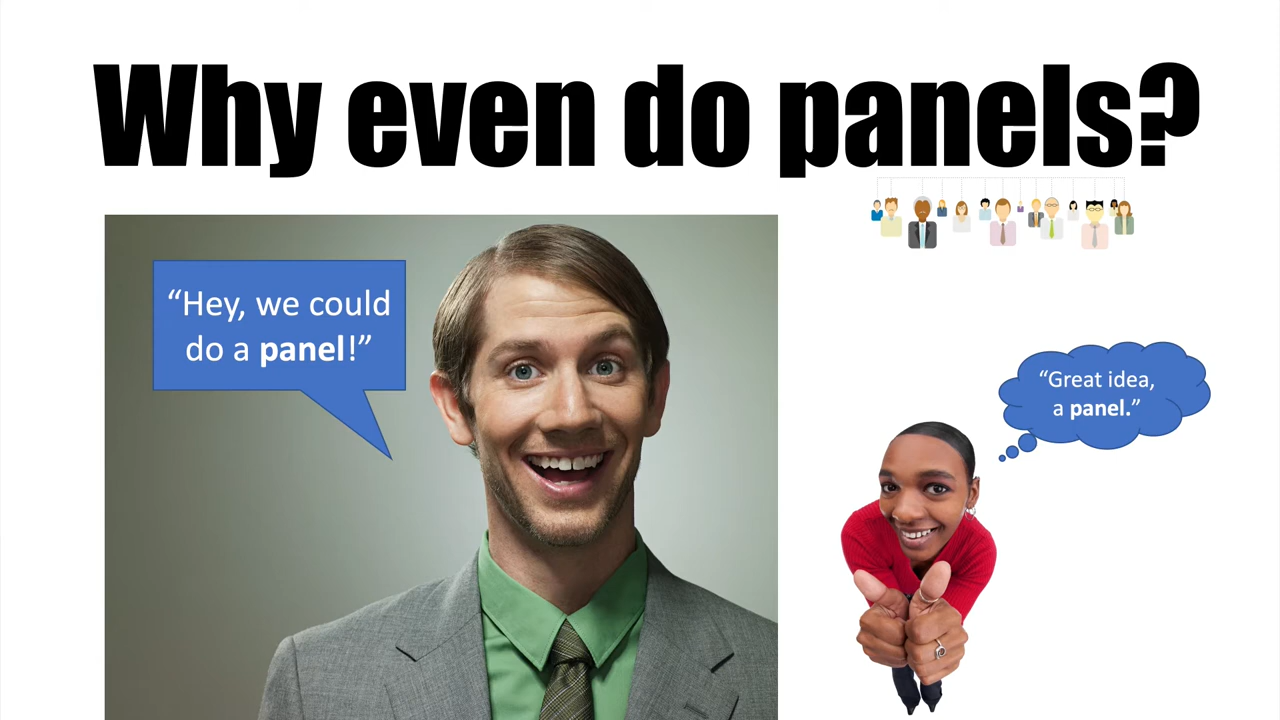 Why even do panels?
“Hey, we could
do a panel!”
“Great idea,
a panel.”